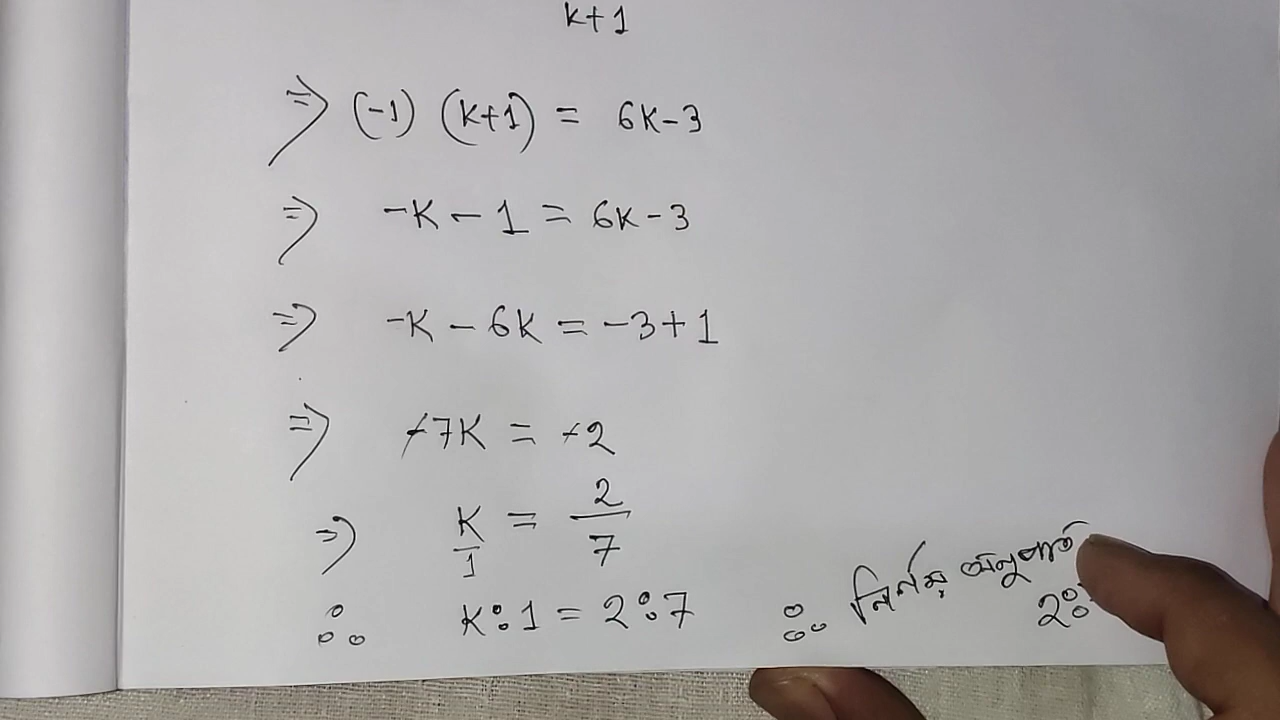 k+1
⇒ (-1) (k+1) = 6k-3
⇒ -k - 1 = 6k-3
⇒ -k - 6k = -3+1
⇒ -7k = -2
⇒ k/1 = 2/7
∴ k:1 = 2:7 ∴ নির্ণেয় অনুপাত
2: